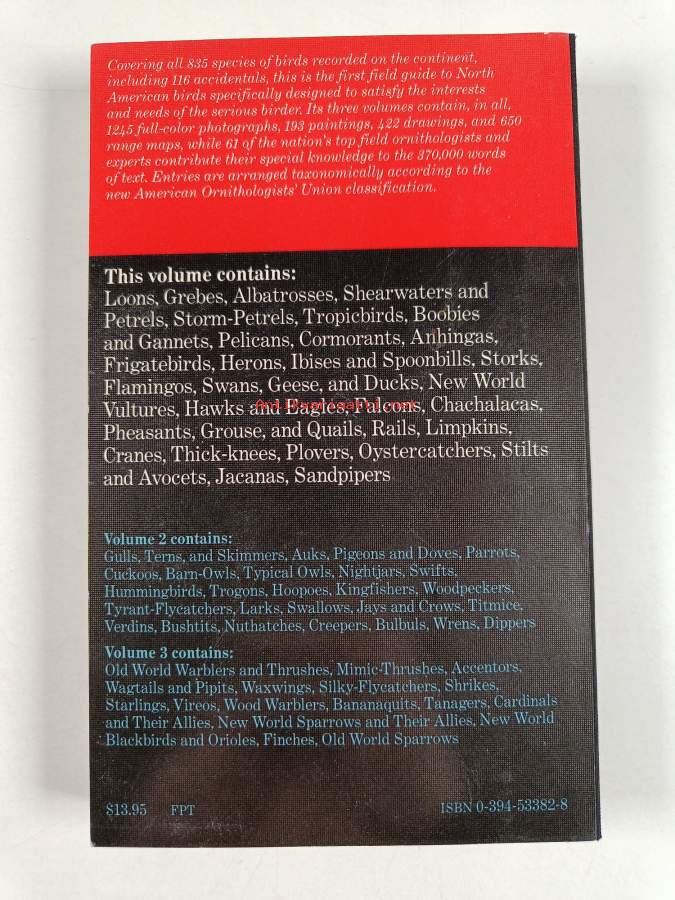 Covering all 835 species of birds recorded on the continent,
including 116 accidentals, this is the first field guide to North
American birds specifically designed to satisfy the interests
and needs of the serious birder. Its three volumes contain, in all,
1245 full-color photographs, 193 paintings, 422 drawings, and 650
range maps, while 61 of the nation's top field ornithologists and
experts contribute their special knowledge to the 370,000 words
of text. Entries are arranged taxonomically according to the
new American Ornithologists' Union classification.
This volume contains:
Loons, Grebes, Albatrosses, Shearwaters and
Petrels, Storm-Petrels, Tropicbirds, Boobies
and Gannets, Pelicans, Cormorants, Anhingas,
Frigatebirds, Herons, Ibises and Spoonbills, Storks,
Flamingos, Swans, Geese, and Ducks, New World
Vultures, Hawks and Eagles, Falcons, Chachalacas,
Pheasants, Grouse, and Quails, Rails, Limpkins,
Cranes, Thick-knees, Plovers, Oystercatchers, Stilts
and Avocets, Jacanas, Sandpipers
Volume 2 contains:
Gulls, Terns, and Skimmers, Auks, Pigeons and Doves, Parrots,
Cuckoos, Barn-Owls, Typical Owls, Nightjars, Swifts,
Hummingbirds, Trogons, Hoopoes, Kingfishers, Woodpeckers,
Tyrant-Flycatchers, Larks, Swallows, Jays and Crows, Titmice,
Verdins, Bushtits, Nuthatches, Creepers, Bulbuls, Wrens, Dippers
Volume 3 contains:
Old World Warblers and Thrushes, Mimic-Thrushes, Accentors,
Wagtails and Pipits, Waxwings, Silky-Flycatchers, Shrikes,
Starlings, Vireos, Wood Warblers, Bananaquits, Tanagers, Cardinals
and Their Allies, New World Sparrows and Their Allies, New World
Blackbirds and Orioles, Finches, Old World Sparrows
$13.95 FPT ISBN 0-394-53382-8